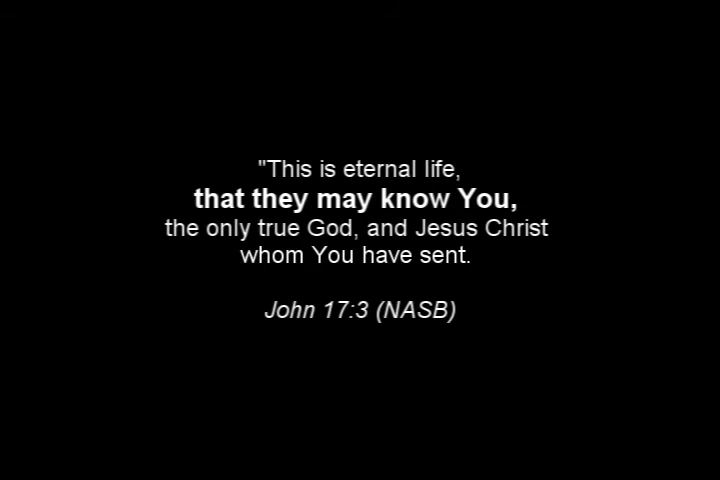 "This is eternal life,
that they may know You,
the only true God, and Jesus Christ
whom You have sent.
John 17:3 (NASB)